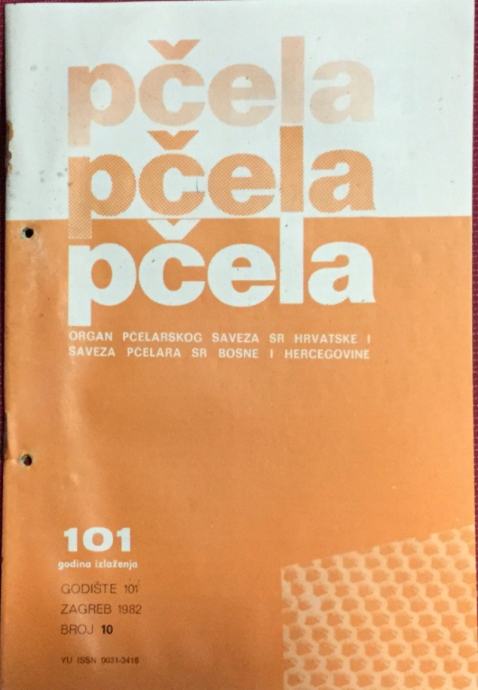 pčela
pčela
pčela
ORGAN PČELARSKOG SAVEZA SR HRVATSKE I
SAVEZA PČELARA SR BOSNE I HERCEGOVINE
101
godina izlaženja
GODIŠTE 101
ZAGREB 1982
BROJ 10
YU ISSN 0031-3416